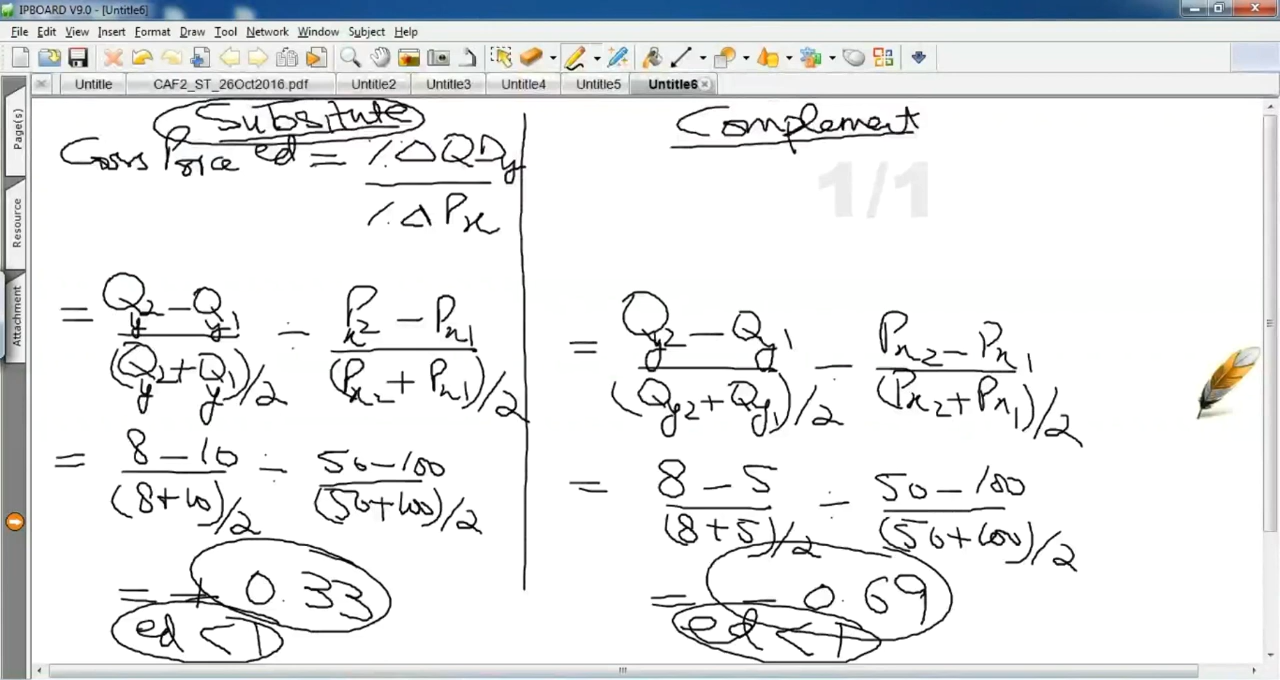 IPBOARD V9.0 - [Untitle6]
File Edit View Insert Format Draw Tool Network Window Subject Help
Untitle CAF2_ST_26Oct2016.pdf Untitle2 Untitle3 Untitle4 Untitle5 Untitle6
Page(s)
Resource
Attachment
Substitute
Cross Price ed = %Δ QDy / %Δ Px
= Qy2 - Qy1 / (Qy2 + Qy1)/2 ÷ Px2 - Px1 / (Px2 + Px1)/2
= 8 - 10 / (8+10)/2 ÷ 50 - 100 / (50+100)/2
= + 0.33
ed < 1
Complement
1/1
= Qy2 - Qy1 / (Qy2 + Qy1)/2 ÷ Px2 - Px1 / (Px2 + Px1)/2
= 8 - 5 / (8+5)/2 ÷ 50 - 100 / (50+100)/2
= - 0.69
ed < 1